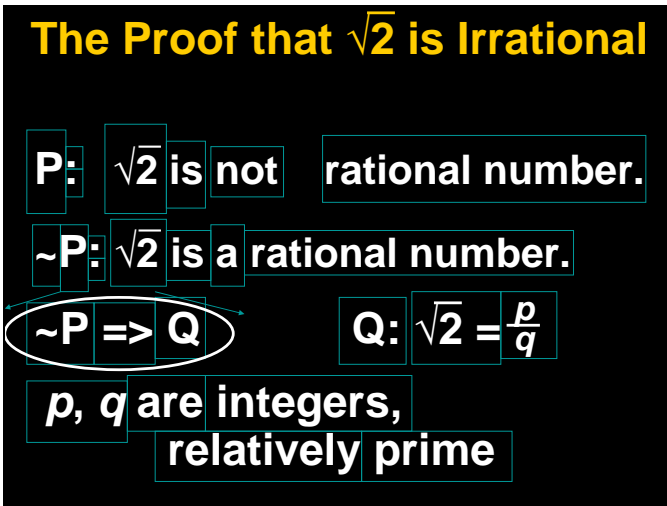 The Proof that √2 is Irrational
P: √2 is not rational number.
~P: √2 is a rational number.
~P => Q Q: √2 = p/q
p, q are integers,
relatively prime